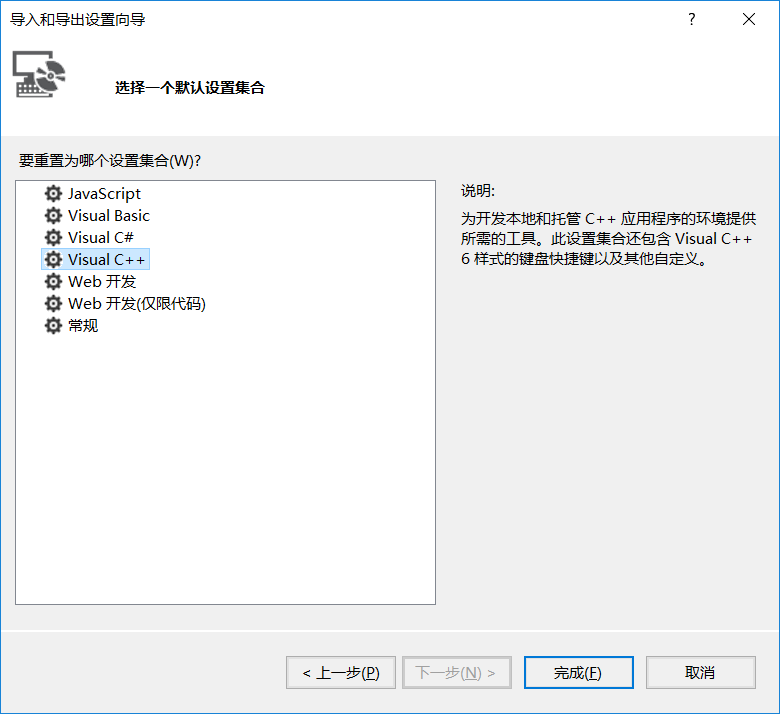 导入和导出设置向导
?
选择一个默认设置集合
要重置为哪个设置集合(W)?
JavaScript
Visual Basic
Visual C#
Visual C++
Web 开发
Web 开发(仅限代码)
常规
说明:
为开发本地和托管 C++ 应用程序的环境提供
所需的工具。此设置集合还包含 Visual C++
6 样式的键盘快捷键以及其他自定义。
< 上一步(P)
下一步(N) >
完成(F)
取消